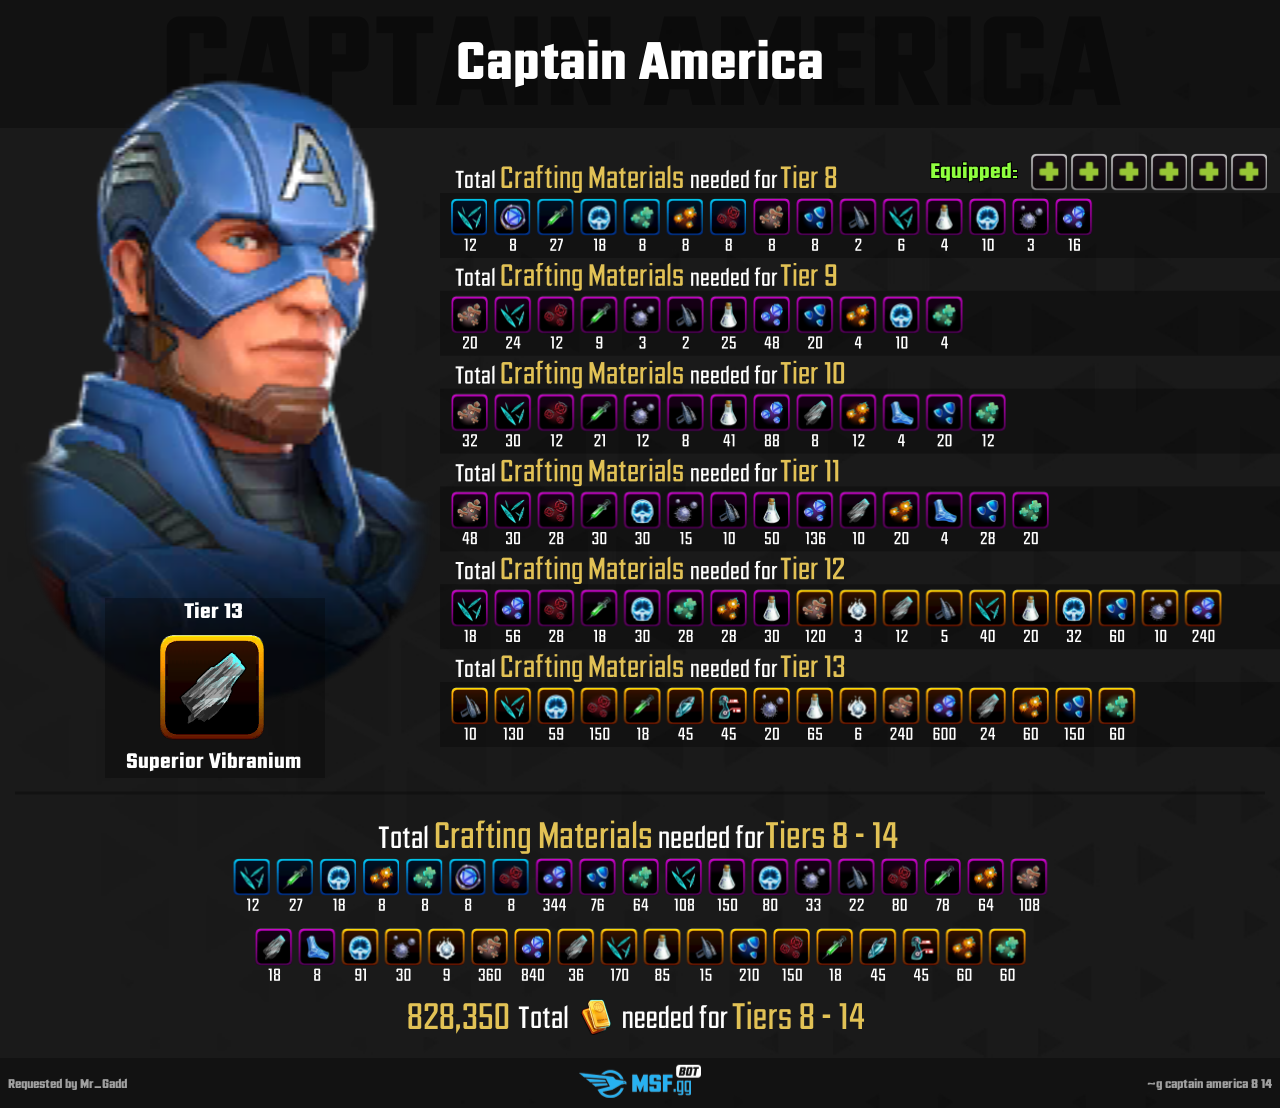 CAPTAIN AMERICA
Captain America
Equipped:
Total Crafting Materials needed for Tier 8
12 8 27 18 8 8 8 8 8 2 6 4 10 3 16
Total Crafting Materials needed for Tier 9
20 24 12 9 3 2 25 48 20 4 10 4
Total Crafting Materials needed for Tier 10
32 30 12 21 12 8 41 88 8 12 4 20 12
Total Crafting Materials needed for Tier 11
48 30 28 30 30 15 10 50 136 10 20 4 28 20
Total Crafting Materials needed for Tier 12
18 56 28 18 30 28 28 30 120 3 12 5 40 20 32 60 10 240
Total Crafting Materials needed for Tier 13
10 130 59 150 18 45 45 20 65 6 240 600 24 60 150 60
Tier 13
Superior Vibranium
Total Crafting Materials needed for Tiers 8 - 14
12 27 18 8 8 8 8 344 76 64 108 150 80 33 22 80 78 64 108
18 8 91 30 9 360 840 36 170 85 15 210 150 18 45 45 60 60
828,350 Total needed for Tiers 8 - 14
Requested by Mr_Gadd
MSF.gg BOT
~g captain america 8 14